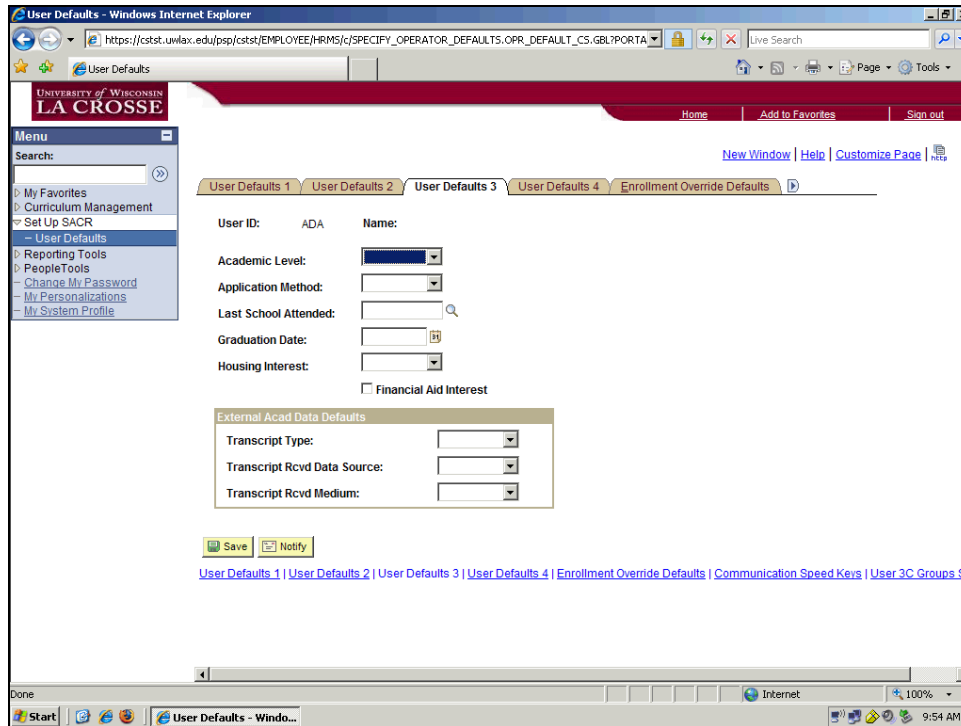 User Defaults - Windows Internet Explorer
https://cstst.uwlax.edu/psp/cstst/EMPLOYEE/HRMS/c/SPECIFY_OPERATOR_DEFAULTS.OPR_DEFAULT_CS.GBL?PORTA
Live Search
User Defaults
Page
Tools
UNIVERSITY of WISCONSIN
LA CROSSE
Home
Add to Favorites
Sign out
Menu
Search:
My Favorites
Curriculum Management
Set Up SACR
– User Defaults
Reporting Tools
PeopleTools
– Change My Password
– My Personalizations
– My System Profile
New Window | Help | Customize Page |
User Defaults 1
User Defaults 2
User Defaults 3
User Defaults 4
Enrollment Override Defaults
User ID: ADA Name:
Academic Level:
Application Method:
Last School Attended:
Graduation Date:
31
Housing Interest:
Financial Aid Interest
External Acad Data Defaults
Transcript Type:
Transcript Rcvd Data Source:
Transcript Rcvd Medium:
Save
Notify
User Defaults 1 | User Defaults 2 | User Defaults 3 | User Defaults 4 | Enrollment Override Defaults | Communication Speed Keys | User 3C Groups S
Done
Internet
100%
Start
User Defaults - Windo...
9:54 AM